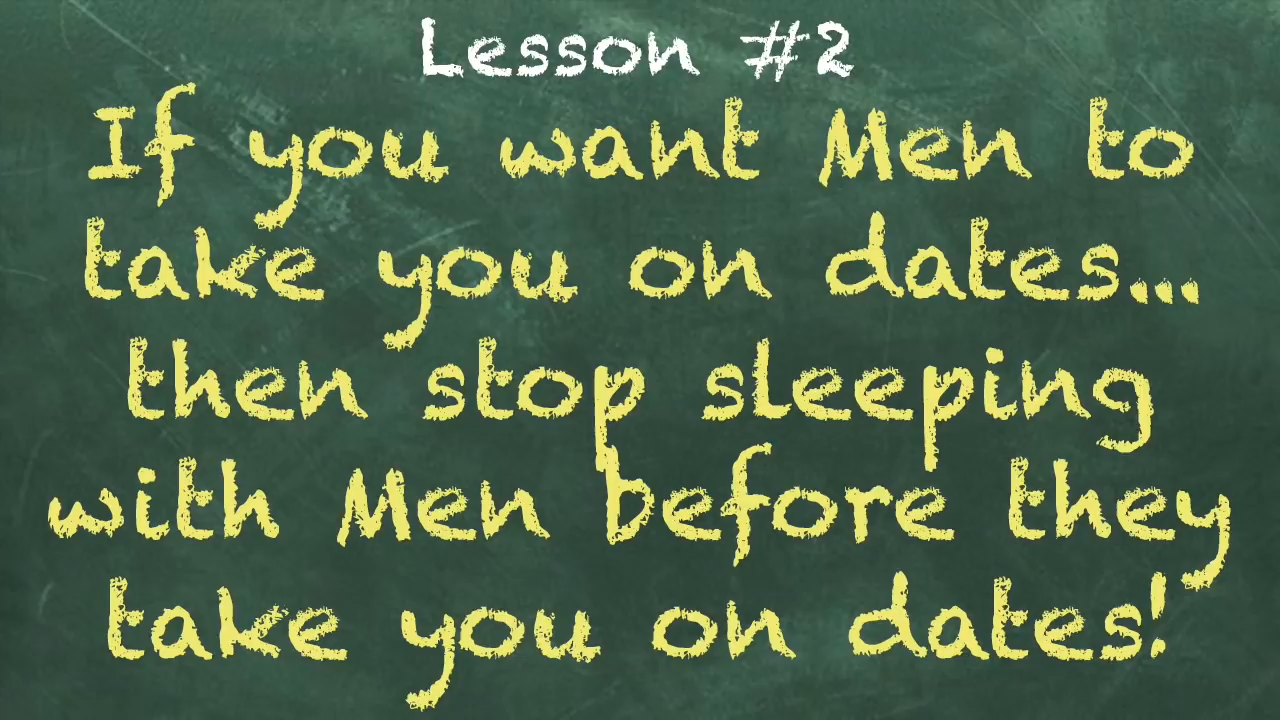 Lesson #2
If you want Men to
take you on dates...
then stop sleeping
with Men before they
take you on dates!